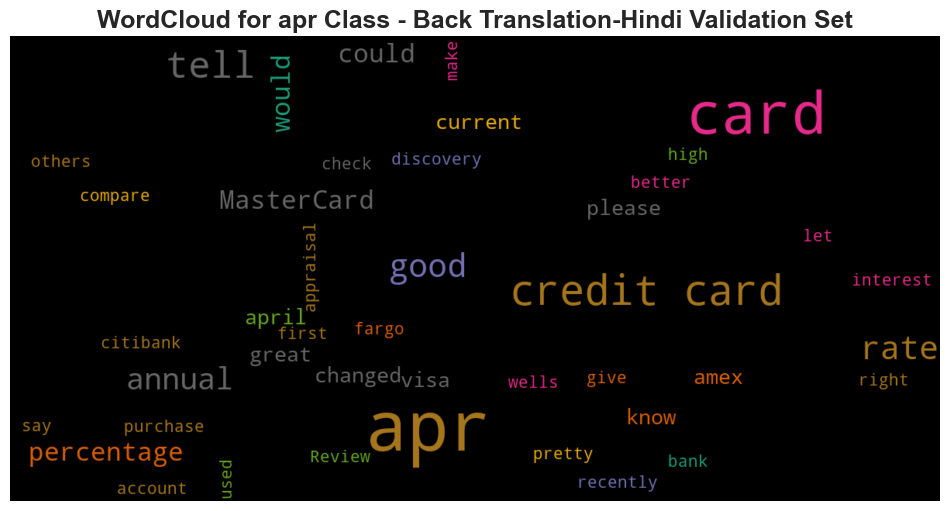 WordCloud for apr Class - Back Translation-Hindi Validation Set
tell
would
could
make
card
current
others
check
discovery
high
compare
MasterCard
better
please
appraisal
let
good
credit card
interest
april
first
fargo
citibank
great
rate
annual
changed
visa
wells
give
amex
right
apr
say
purchase
know
percentage
Review
pretty
bank
account
used
recently